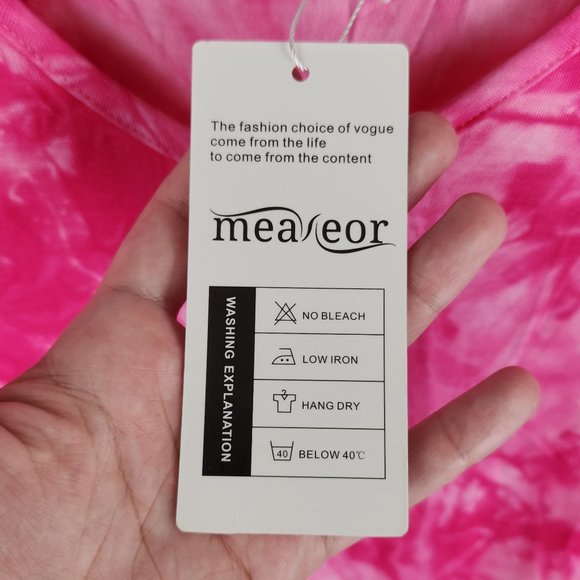 The fashion choice of vogue
come from the life
to come from the content
measeor
WASHING EXPLANATION
NO BLEACH
LOW IRON
HANG DRY
40 BELOW 40℃